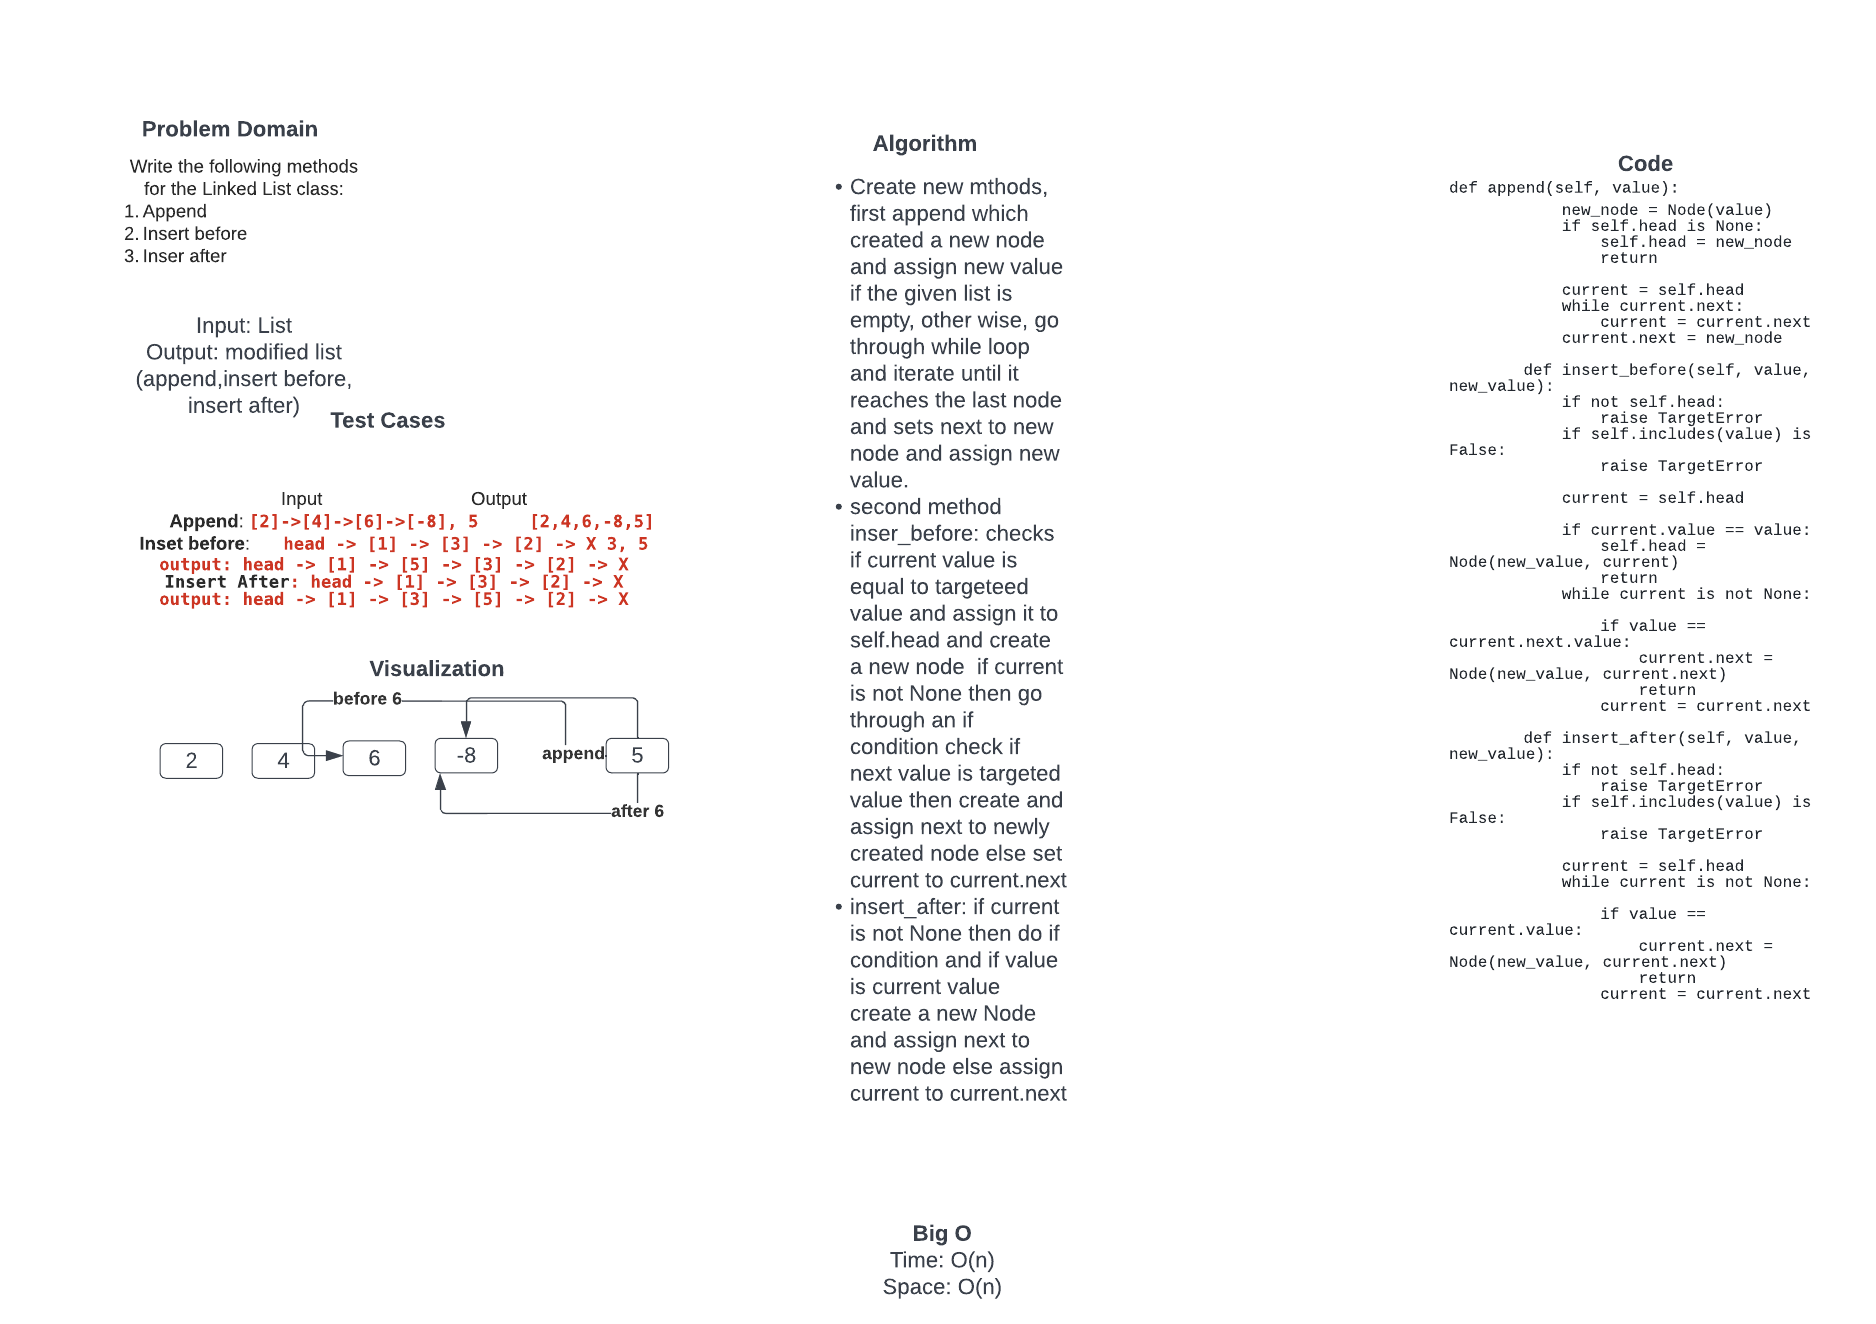 Problem Domain
Write the following methods
for the Linked List class:
1. Append
2. Insert before
3. Inser after
Input: List
Output: modified list
(append,insert before,
insert after)
Test Cases
Input Output
Append: [2]->[4]->[6]->[-8], 5 [2,4,6,-8,5]
Inset before: head -> [1] -> [3] -> [2] -> X 3, 5
output: head -> [1] -> [5] -> [3] -> [2] -> X
Insert After: head -> [1] -> [3] -> [2] -> X
output: head -> [1] -> [3] -> [5] -> [2] -> X
Visualization
before 6
2 4 6 -8 append 5
after 6
Algorithm
• Create new mthods,
first append which
created a new node
and assign new value
if the given list is
empty, other wise, go
through while loop
and iterate until it
reaches the last node
and sets next to new
node and assign new
value.
• second method
inser_before: checks
if current value is
equal to targeteed
value and assign it to
self.head and create
a new node  if current
is not None then go
through an if
condition check if
next value is targeted
value then create and
assign next to newly
created node else set
current to current.next
• insert_after: if current
is not None then do if
condition and if value
is current value
create a new Node
and assign next to
new node else assign
current to current.next
Big O
Time: O(n)
Space: O(n)
Code
def append(self, value):
new_node = Node(value)
if self.head is None:
self.head = new_node
return
current = self.head
while current.next:
current = current.next
current.next = new_node
def insert_before(self, value,
new_value):
if not self.head:
raise TargetError
if self.includes(value) is
False:
raise TargetError
current = self.head
if current.value == value:
self.head =
Node(new_value, current)
return
while current is not None:
if value ==
current.next.value:
current.next =
Node(new_value, current.next)
return
current = current.next
def insert_after(self, value,
new_value):
if not self.head:
raise TargetError
if self.includes(value) is
False:
raise TargetError
current = self.head
while current is not None:
if value ==
current.value:
current.next =
Node(new_value, current.next)
return
current = current.next